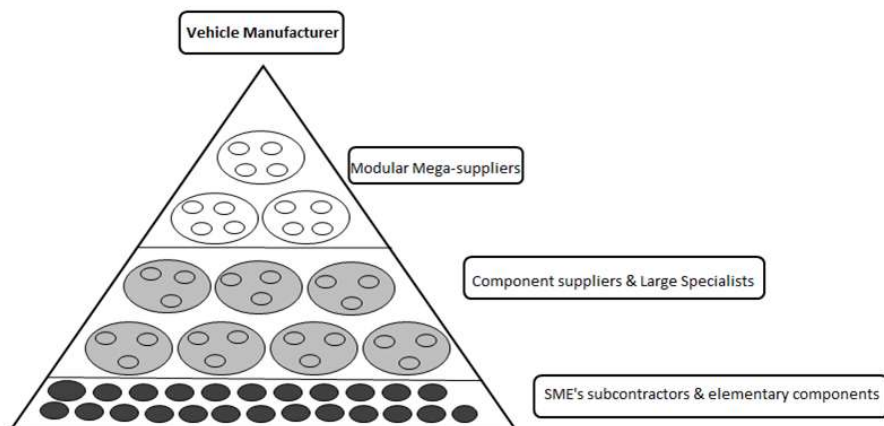 Vehicle Manufacturer
Modular Mega-suppliers
Component suppliers & Large Specialists
SME's subcontractors & elementary components